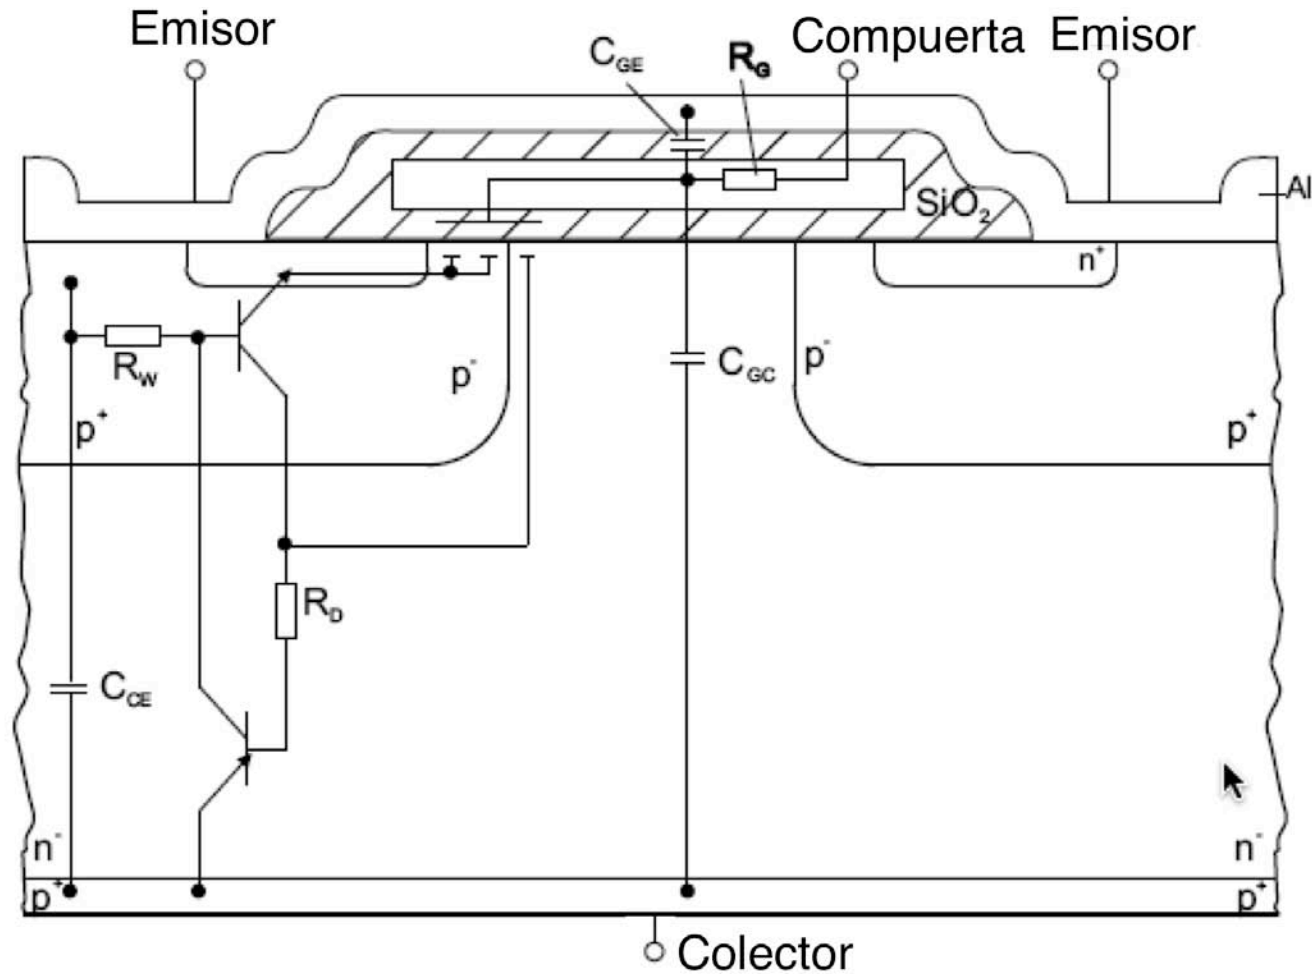 Emisor
C_GE
R_G
Compuerta
Emisor
Al
SiO₂
n⁺
R_W
p⁻
C_GC
p⁻
p⁺
p⁺
R_D
C_CE
n⁻
n⁻
p⁺
p⁺
Colector